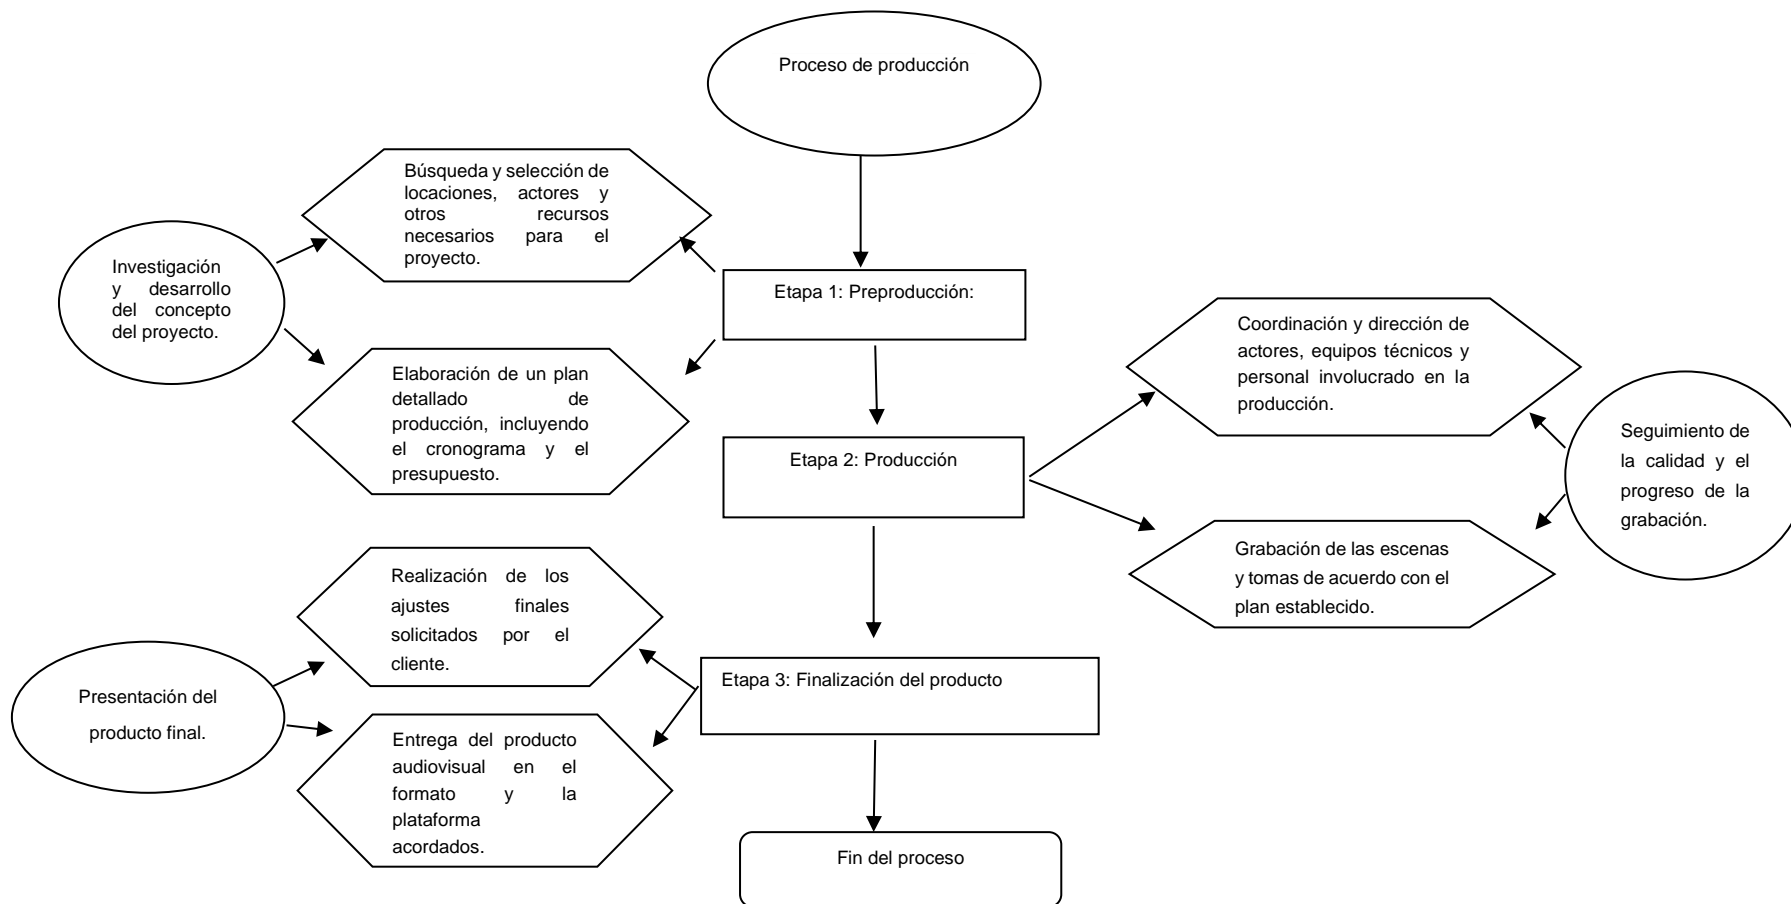 Proceso de producción
Búsqueda y selección de
locaciones, actores y
otros recursos
necesarios para el
proyecto.
Investigación
y desarrollo
del concepto
del proyecto.
Etapa 1: Preproducción:
Elaboración de un plan
detallado de
producción, incluyendo
el cronograma y el
presupuesto.
Coordinación y dirección de
actores, equipos técnicos y
personal involucrado en la
producción.
Etapa 2: Producción
Seguimiento de
la calidad y el
progreso de la
grabación.
Grabación de las escenas
y tomas de acuerdo con el
plan establecido.
Realización de los
ajustes finales
solicitados por el
cliente.
Etapa 3: Finalización del producto
Presentación del
producto final.
Entrega del producto
audiovisual en el
formato y la
plataforma
acordados.
Fin del proceso